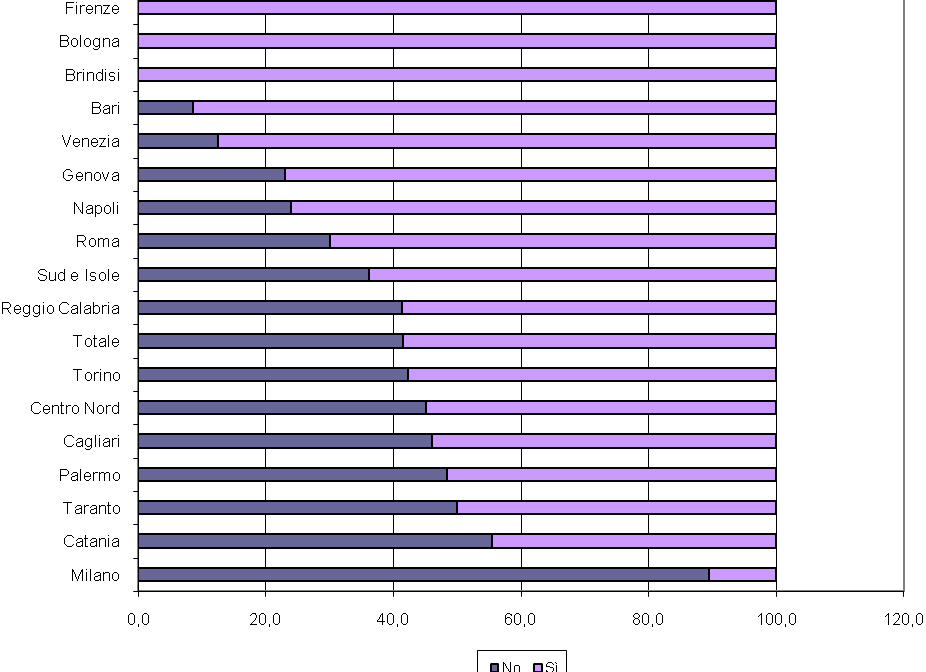 Firenze
Bologna
Brindisi
Bari
Venezia
Genova
Napoli
Roma
Sud e Isole
Reggio Calabria
Totale
Torino
Centro Nord
Cagliari
Palermo
Taranto
Catania
Milano
0,0 20,0 40,0 60,0 80,0 100,0 120,0
No Sì